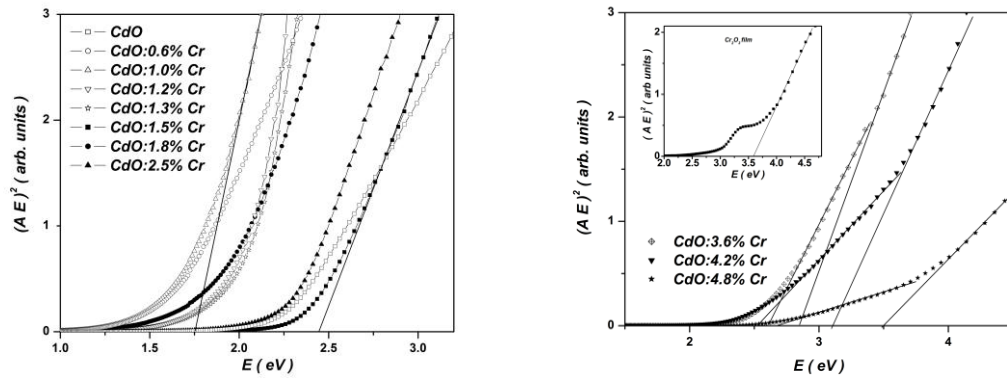 3
2
1
0
(A E)² (arb. units)
CdO
CdO:0.6% Cr
CdO:1.0% Cr
CdO:1.2% Cr
CdO:1.3% Cr
CdO:1.5% Cr
CdO:1.8% Cr
CdO:2.5% Cr
1.0 1.5 2.0 2.5 3.0
E (eV)
3
2
1
0
(A E)² (arb. units)
2
1
0
(A E)² (arb units)
Cr₂O₃ film
2.0 2.5 3.0 3.5 4.0 4.5
E (eV)
CdO:3.6% Cr
CdO:4.2% Cr
CdO:4.8% Cr
2 3 4
E (eV)